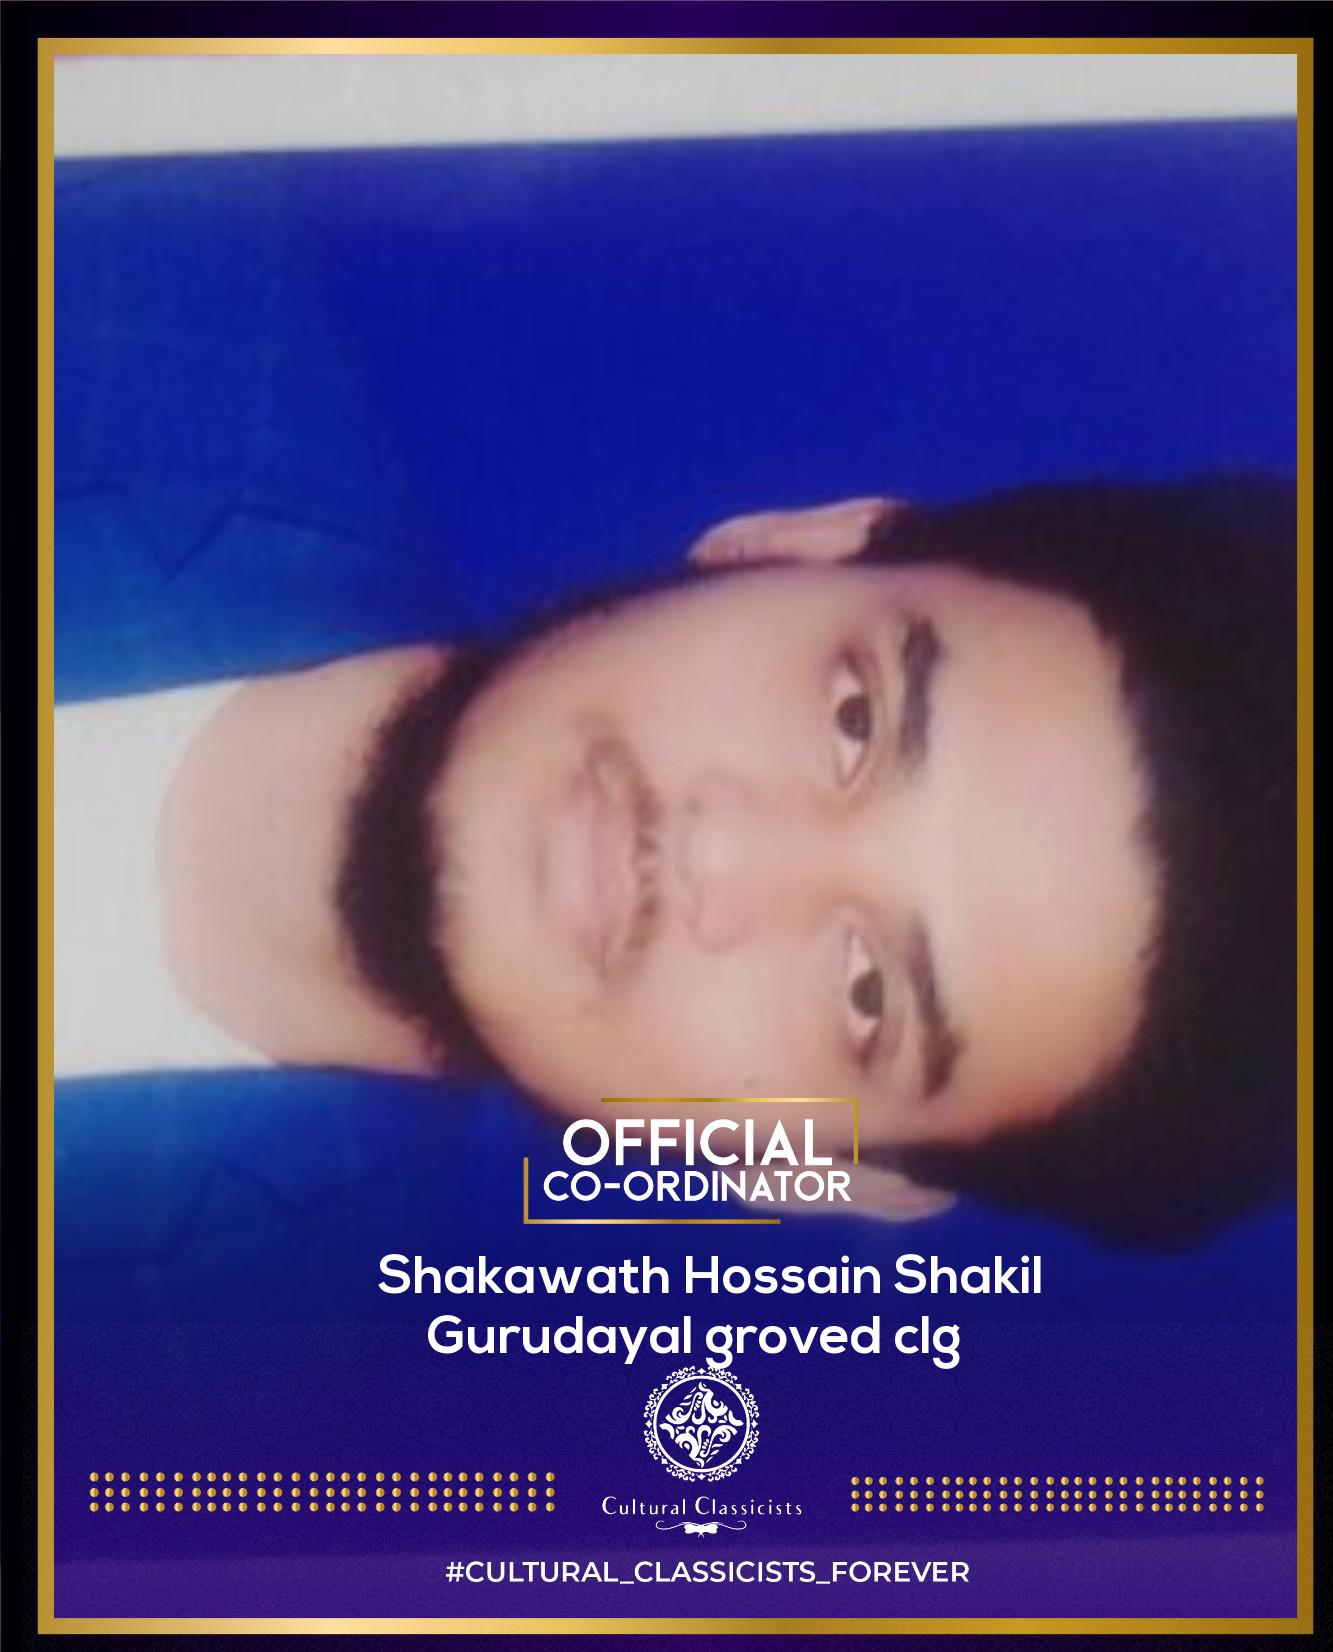 OFFICIAL
CO-ORDINATOR
Shakawath Hossain Shakil
Gurudayal groved clg
Cultural Classicists
#CULTURAL_CLASSICISTS_FOREVER